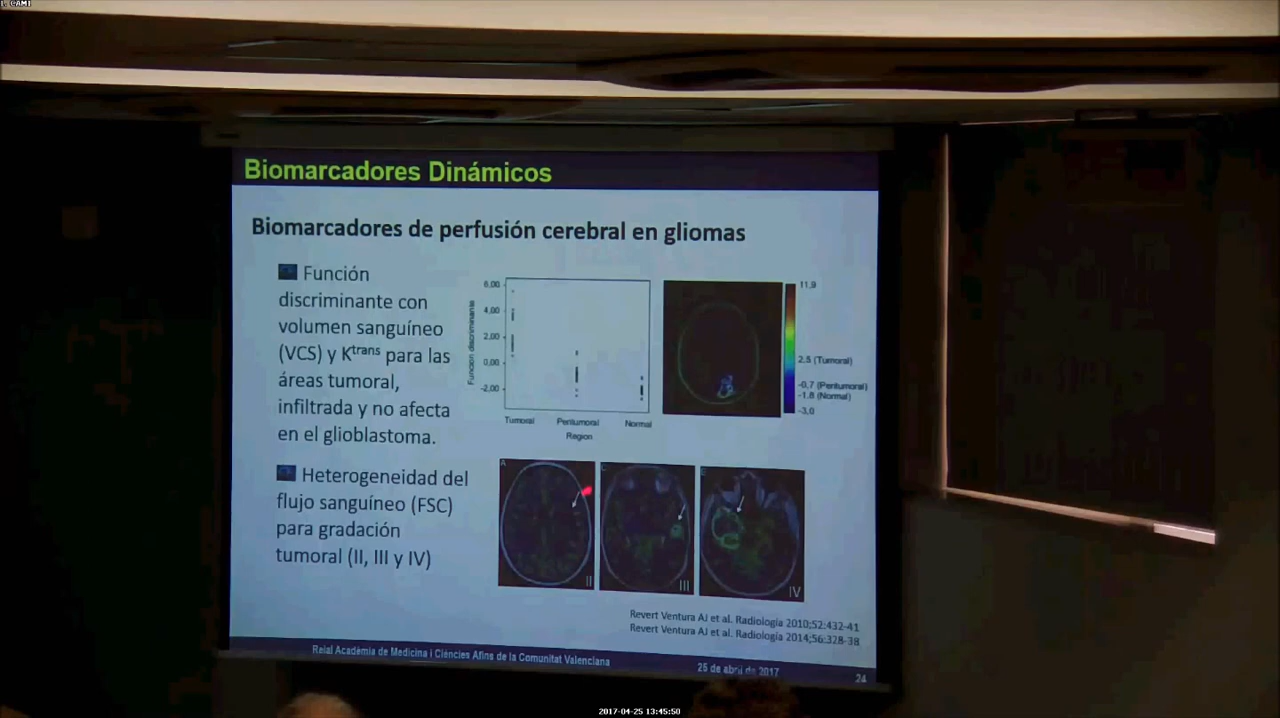 1. CAM1
Biomarcadores Dinámicos
Biomarcadores de perfusión cerebral en gliomas
Función
discriminante con
volumen sanguíneo
(VCS) y Ktrans para las
áreas tumoral,
infiltrada y no afecta
en el glioblastoma.
Heterogeneidad del
flujo sanguíneo (FSC)
para gradación
tumoral (II, III y IV)
Función discriminante
6,00
4,00
2,00
0,00
-2,00
Tumoral Peritumoral Normal
Region
11,9
2,5 (Tumoral)
-0,7 (Peritumoral)
-1,8 (Normal)
-3,0
A
II
C
III
E
IV
Revert Ventura AJ et al. Radiología 2010;52:432-41
Revert Ventura AJ et al. Radiología 2014;56:328-38
Reial Acadèmia de Medicina i Ciències Afins de la Comunitat Valenciana 25 de abril de 2017 24
2017-04-25 13:45:50